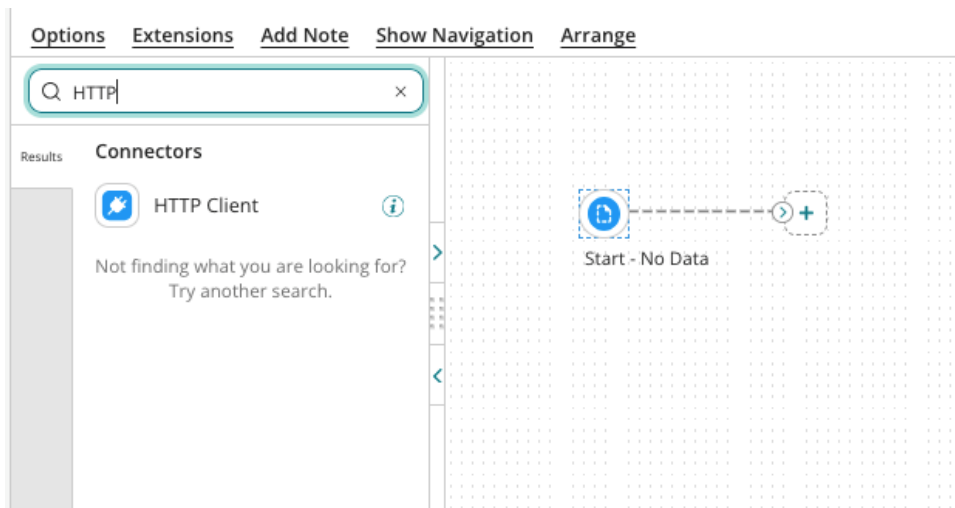 Options Extensions Add Note Show Navigation Arrange
HTTP
Results
Connectors
HTTP Client
Not finding what you are looking for?
Try another search.
Start - No Data